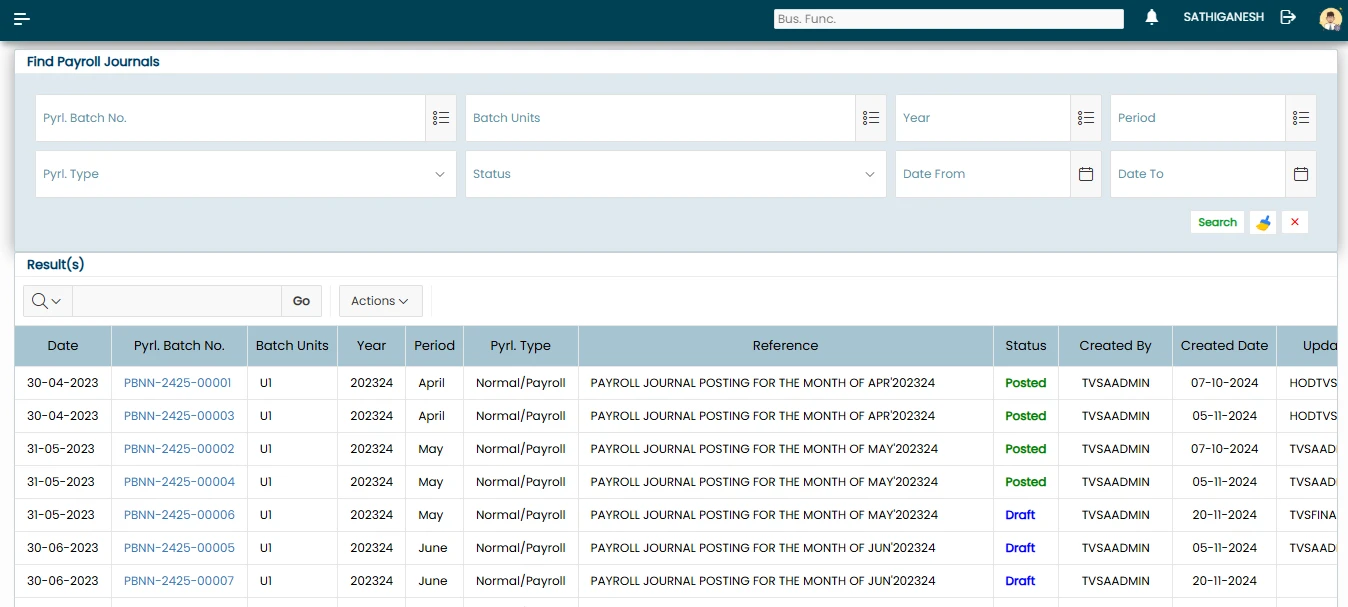 Bus. Func. SATHIGANESH
Find Payroll Journals
Pyrl. Batch No. Batch Units Year Period
Pyrl. Type Status Date From Date To
Search
Result(s)
Go Actions
Date Pyrl. Batch No. Batch Units Year Period Pyrl. Type Reference Status Created By Created Date Upda
30-04-2023 PBNN-2425-00001 U1 202324 April Normal/Payroll PAYROLL JOURNAL POSTING FOR THE MONTH OF APR'202324 Posted TVSAADMIN 07-10-2024 HODTVS
30-04-2023 PBNN-2425-00003 U1 202324 April Normal/Payroll PAYROLL JOURNAL POSTING FOR THE MONTH OF APR'202324 Posted TVSAADMIN 05-11-2024 HODTVS
31-05-2023 PBNN-2425-00002 U1 202324 May Normal/Payroll PAYROLL JOURNAL POSTING FOR THE MONTH OF MAY'202324 Posted TVSAADMIN 07-10-2024 TVSAAD
31-05-2023 PBNN-2425-00004 U1 202324 May Normal/Payroll PAYROLL JOURNAL POSTING FOR THE MONTH OF MAY'202324 Posted TVSAADMIN 05-11-2024 TVSAAD
31-05-2023 PBNN-2425-00006 U1 202324 May Normal/Payroll PAYROLL JOURNAL POSTING FOR THE MONTH OF MAY'202324 Draft TVSAADMIN 20-11-2024 TVSFINA
30-06-2023 PBNN-2425-00005 U1 202324 June Normal/Payroll PAYROLL JOURNAL POSTING FOR THE MONTH OF JUN'202324 Draft TVSAADMIN 05-11-2024 TVSAAD
30-06-2023 PBNN-2425-00007 U1 202324 June Normal/Payroll PAYROLL JOURNAL POSTING FOR THE MONTH OF JUN'202324 Draft TVSAADMIN 20-11-2024